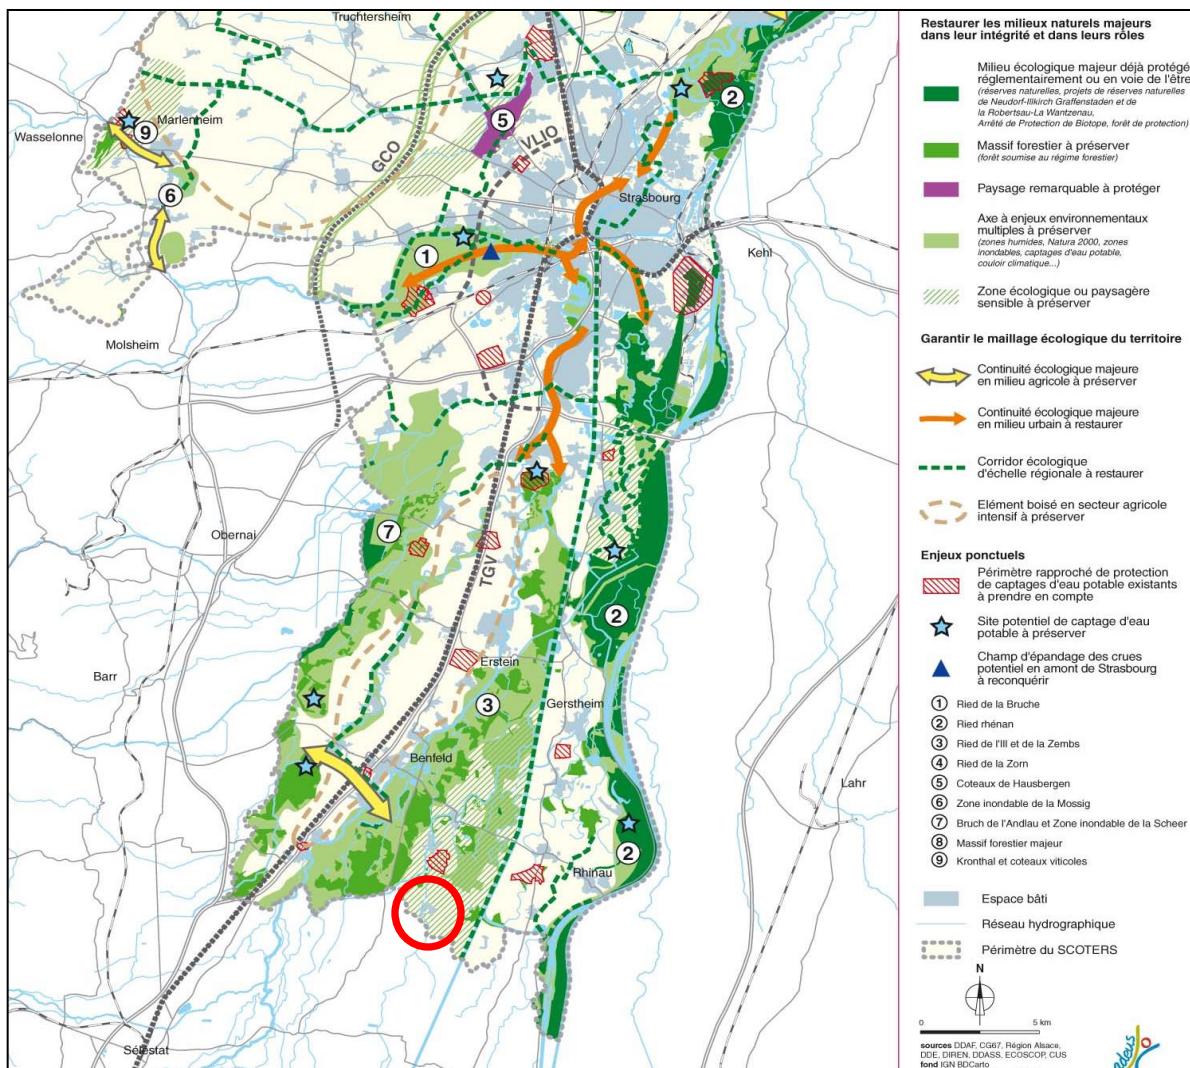 Truchtersheim
Wasselonne
Marlenheim
9
6
5
2
GCO
VLIO
Strasbourg
Kehl
1
Molsheim
Obernai
7
TGV
2
Barr
Erstein
3
Gerstheim
Benfeld
Lahr
2
Rhinau
Sélestat
Restaurer les milieux naturels majeurs
dans leur intégrité et dans leurs rôles
Milieu écologique majeur déjà protégé
réglementairement ou en voie de l'être
(réserves naturelles, projets de réserves naturelles
de Neudorf-Illkirch Graffenstaden et de
la Robertsau-La Wantzenau,
Arrêté de Protection de Biotope, forêt de protection)
Massif forestier à préserver
(forêt soumise au régime forestier)
Paysage remarquable à protéger
Axe à enjeux environnementaux
multiples à préserver
(zones humides, Natura 2000, zones
inondables, captages d'eau potable,
couloir climatique...)
Zone écologique ou paysagère
sensible à préserver
Garantir le maillage écologique du territoire
Continuité écologique majeure
en milieu agricole à préserver
Continuité écologique majeure
en milieu urbain à restaurer
Corridor écologique
d'échelle régionale à restaurer
Elément boisé en secteur agricole
intensif à préserver
Enjeux ponctuels
Périmètre rapproché de protection
de captages d'eau potable existants
à prendre en compte
Site potentiel de captage d'eau
potable à préserver
Champ d'épandage des crues
potentiel en amont de Strasbourg
à reconquérir
1 Ried de la Bruche
2 Ried rhénan
3 Ried de l'Ill et de la Zembs
4 Ried de la Zorn
5 Coteaux de Hausbergen
6 Zone inondable de la Mossig
7 Bruch de l'Andlau et Zone inondable de la Scheer
8 Massif forestier majeur
9 Kronthal et coteaux viticoles
Espace bâti
Réseau hydrographique
Périmètre du SCOTERS
N
0 5 km
sources DDAF, CG67, Région Alsace,
DDE, DIREN, DDASS, ECOSCOP, CUS
fond IGN BDCarto
adeus